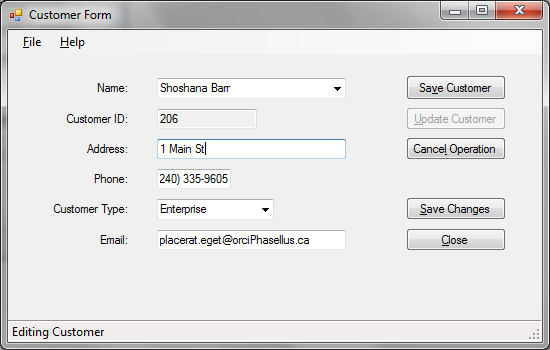 Customer Form
File Help
Name: Shoshana Barr Save Customer
Customer ID: 206 Update Customer
Address: 1 Main St Cancel Operation
Phone: 240) 335-9605
Customer Type: Enterprise Save Changes
Email: placerat.eget@orciPhasellus.ca Close
Editing Customer